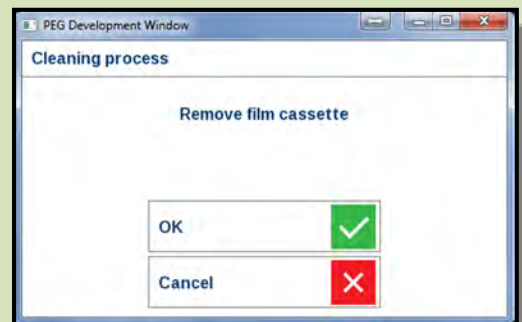 PEG Development Window
Cleaning process
Remove film cassette
OK
Cancel